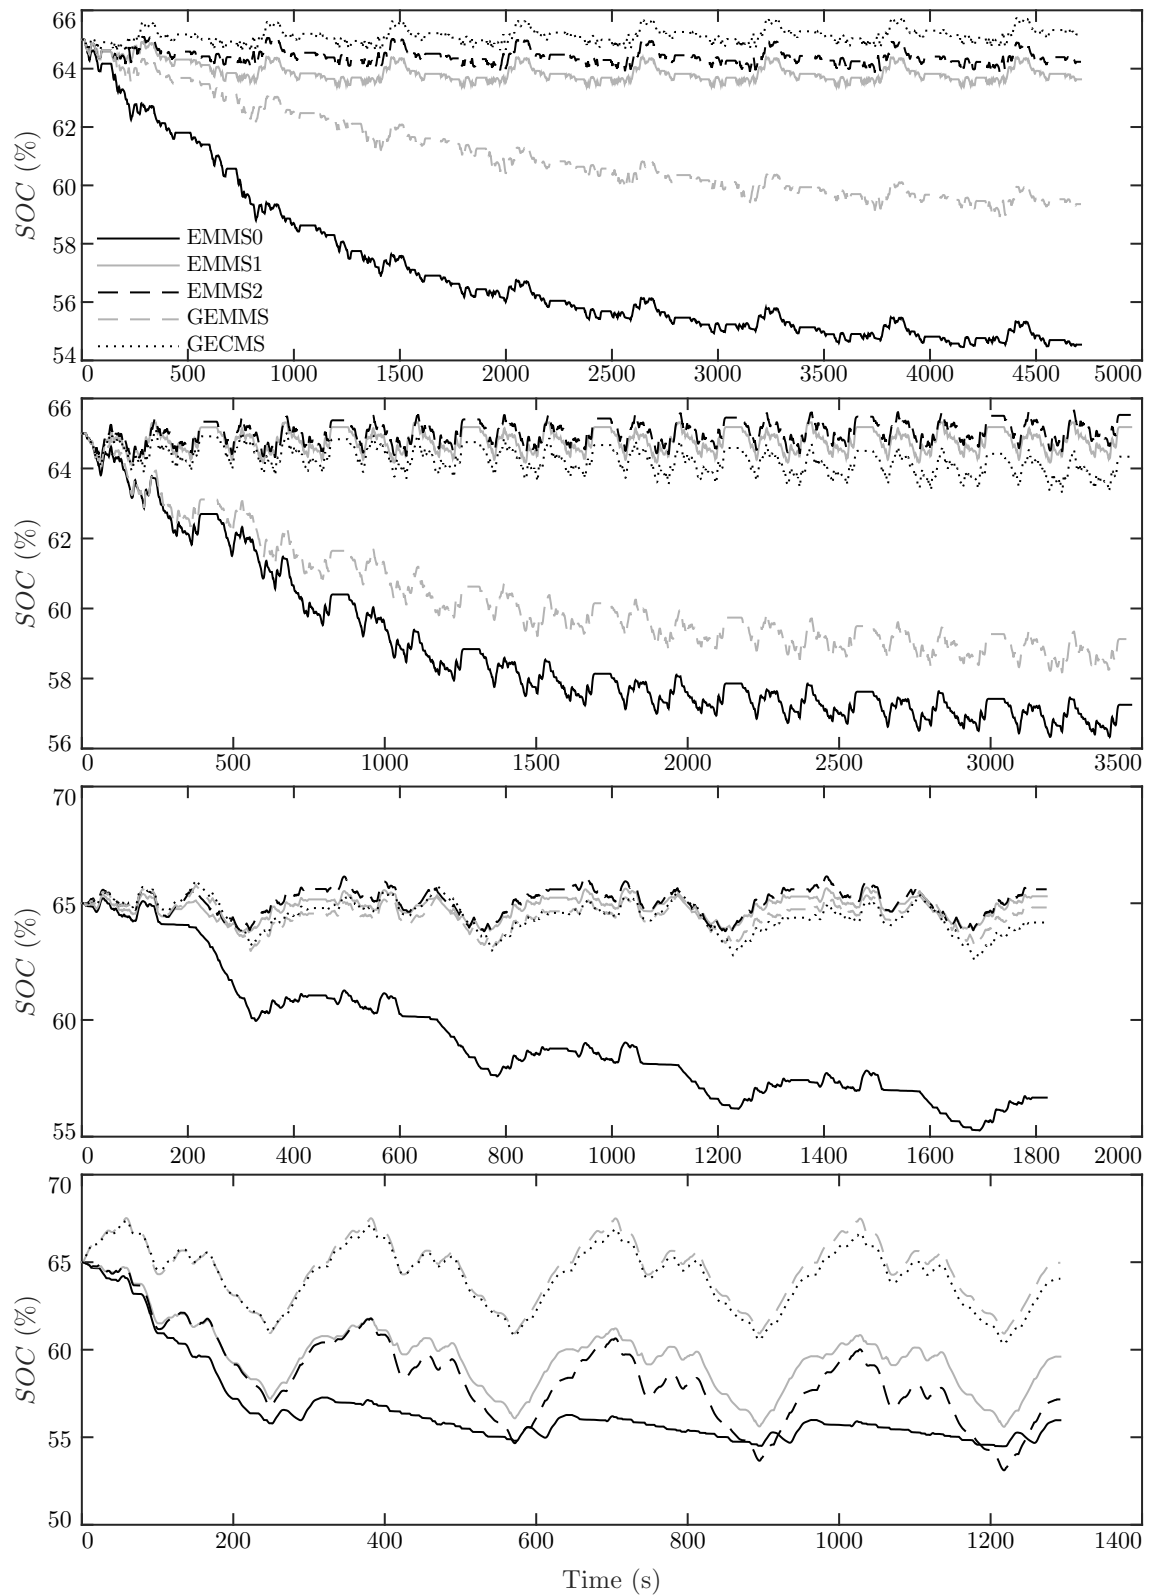 66
64
62
60
58
56
54
SOC (%)
EMMS0
EMMS1
EMMS2
GEMMS
GECMS
0 500 1000 1500 2000 2500 3000 3500 4000 4500 5000
66
64
62
60
58
56
SOC (%)
0 500 1000 1500 2000 2500 3000 3500
70
65
60
55
SOC (%)
0 200 400 600 800 1000 1200 1400 1600 1800 2000
70
65
60
55
50
SOC (%)
0 200 400 600 800 1000 1200 1400
Time (s)